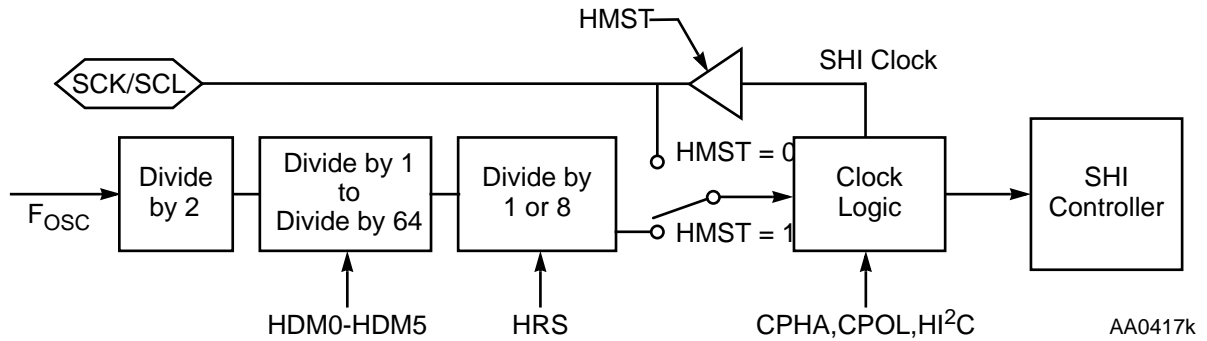 HMST
SCK/SCL
SHI Clock
HMST = 0
Divide
by 2
Divide by 1
to
Divide by 64
Divide by
1 or 8
Clock
Logic
SHI
Controller
F_OSC
HMST = 1
HDM0-HDM5
HRS
CPHA,CPOL,HI²C
AA0417k